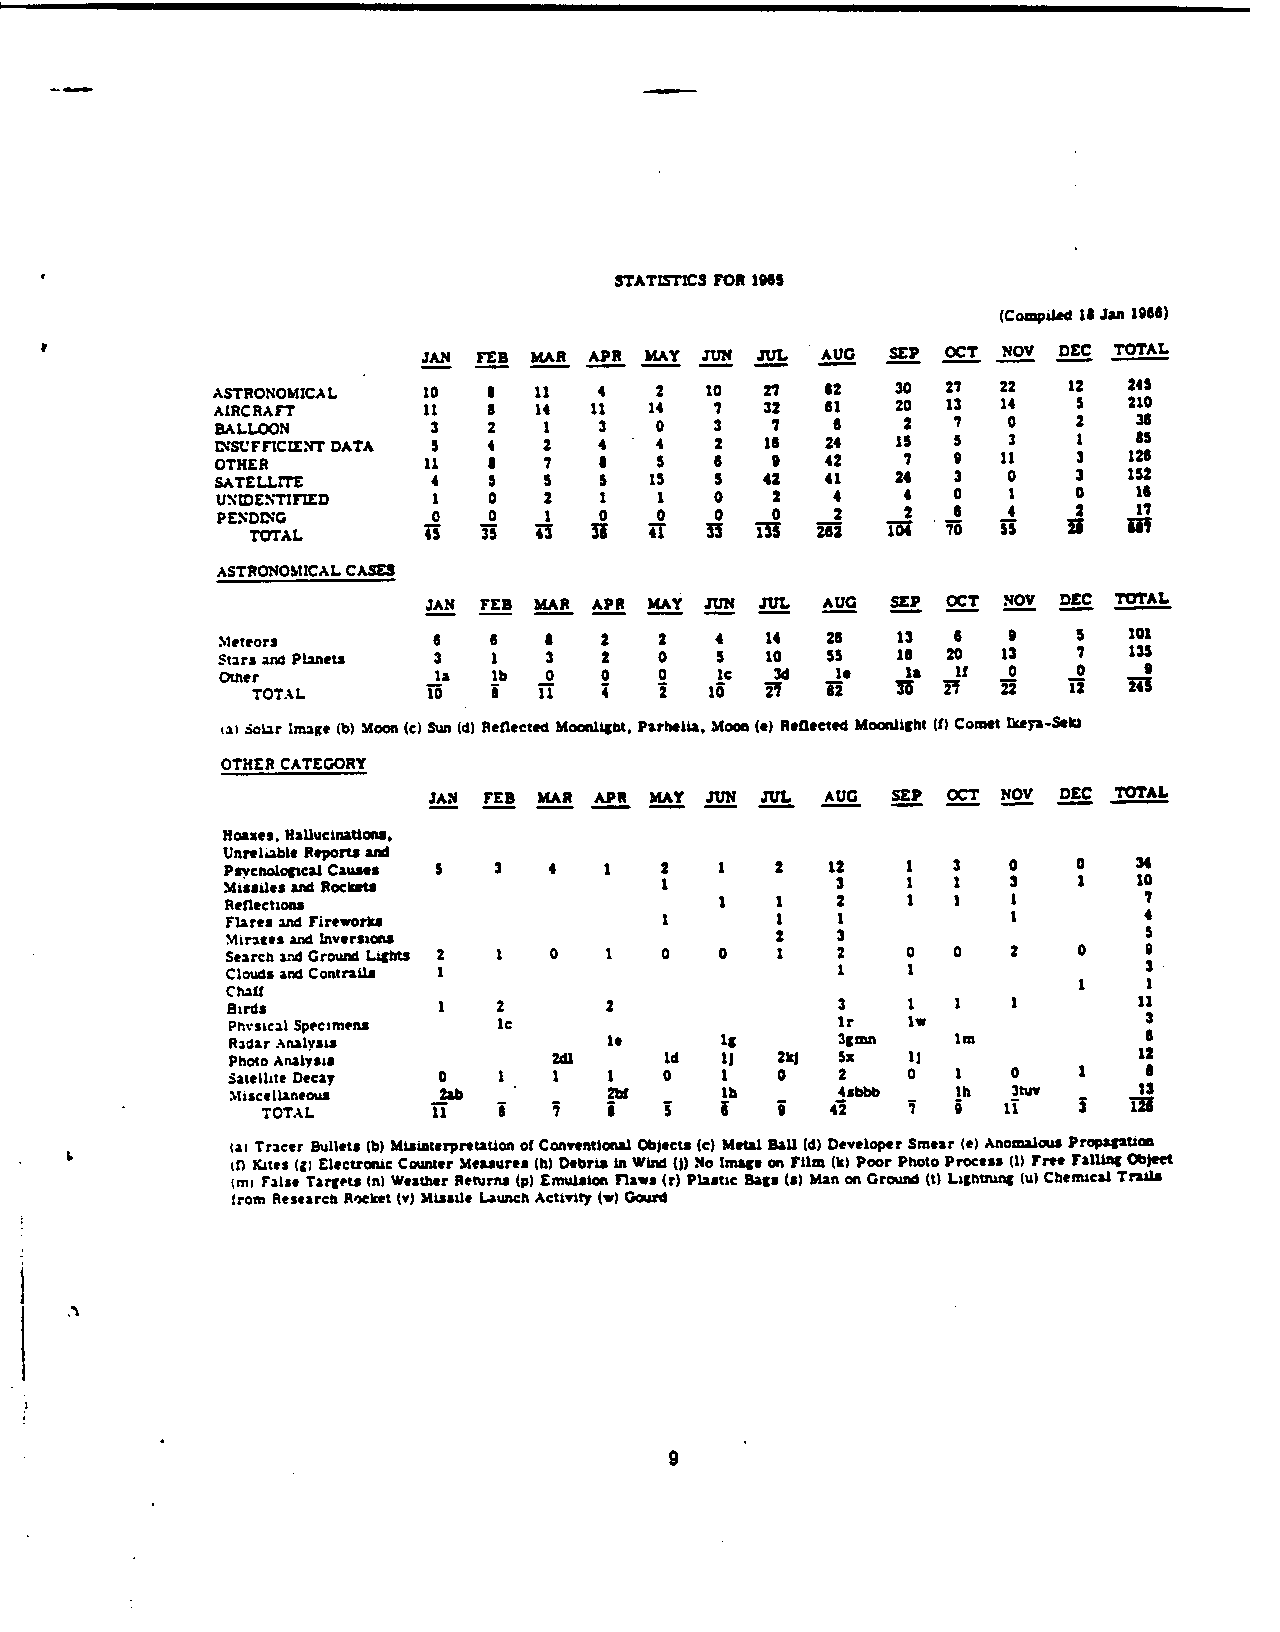 STATISTICS FOR 1965
(Compiled 18 Jan 1966)
JAN FEB MAR APR MAY JUN JUL AUG SEP OCT NOV DEC TOTAL
ASTRONOMICAL 10 8 11 4 2 10 27 82 30 27 22 12 245
AIRCRAFT 11 8 14 11 14 7 32 61 20 13 14 5 210
BALLOON 3 2 1 3 0 3 7 6 2 7 0 2 36
INSUFFICIENT DATA 5 4 2 4 4 2 16 24 15 5 3 1 85
OTHER 11 8 7 8 5 6 9 42 7 9 11 3 126
SATELLITE 4 5 5 5 15 5 42 41 24 3 0 3 152
UNIDENTIFIED 1 0 2 1 1 0 2 4 4 0 1 0 16
PENDING 0 0 1 0 0 0 0 2 2 6 4 2 17
TOTAL 45 35 43 36 41 33 135 262 104 70 55 28 887
ASTRONOMICAL CASES
JAN FEB MAR APR MAY JUN JUL AUG SEP OCT NOV DEC TOTAL
Meteors 6 6 8 2 2 4 14 26 13 6 9 5 101
Stars and Planets 3 1 3 2 0 5 10 55 16 20 13 7 135
Other 1a 1b 0 0 0 1c 3d 1e 1a 1f 0 0 9
TOTAL 10 8 11 4 2 10 27 82 30 27 22 12 245
(a) Solar Image (b) Moon (c) Sun (d) Reflected Moonlight, Parhelia, Moon (e) Reflected Moonlight (f) Comet Ikeya-Seki
OTHER CATEGORY
JAN FEB MAR APR MAY JUN JUL AUG SEP OCT NOV DEC TOTAL
Hoaxes, Hallucinations,
Unreliable Reports and
Psychological Causes 5 3 4 1 2 1 2 12 1 3 0 0 34
Missiles and Rockets 1 3 1 1 3 1 10
Reflections 1 1 2 1 1 1 7
Flares and Fireworks 1 1 1 1 4
Mirages and Inversions 2 3 5
Search and Ground Lights 2 1 0 1 0 0 1 2 0 0 2 0 9
Clouds and Contrails 1 1 1 3
Chaff 1 1
Birds 1 2 2 3 1 1 1 11
Physical Specimens 1c 1r 1w 3
Radar Analysis 1e 1g 3gmn 1m 6
Photo Analysis 2dl 1d 1j 2kj 5x 1j 12
Satellite Decay 0 1 1 1 0 1 0 2 0 1 0 1 8
Miscellaneous 2ab 2bf 1b 4sbbb 1h 3tuv 13
TOTAL 11 8 7 8 5 6 9 42 7 9 11 3 126
(a) Tracer Bullets (b) Misinterpretation of Conventional Objects (c) Metal Ball (d) Developer Smear (e) Anomalous Propagation
(f) Kites (g) Electronic Counter Measures (h) Debris in Wind (j) No Image on Film (k) Poor Photo Process (l) Free Falling Object
(m) False Targets (n) Weather Returns (p) Emulsion Flaws (r) Plastic Bags (s) Man on Ground (t) Lightning (u) Chemical Trails
from Research Rocket (v) Missile Launch Activity (w) Gourd
9